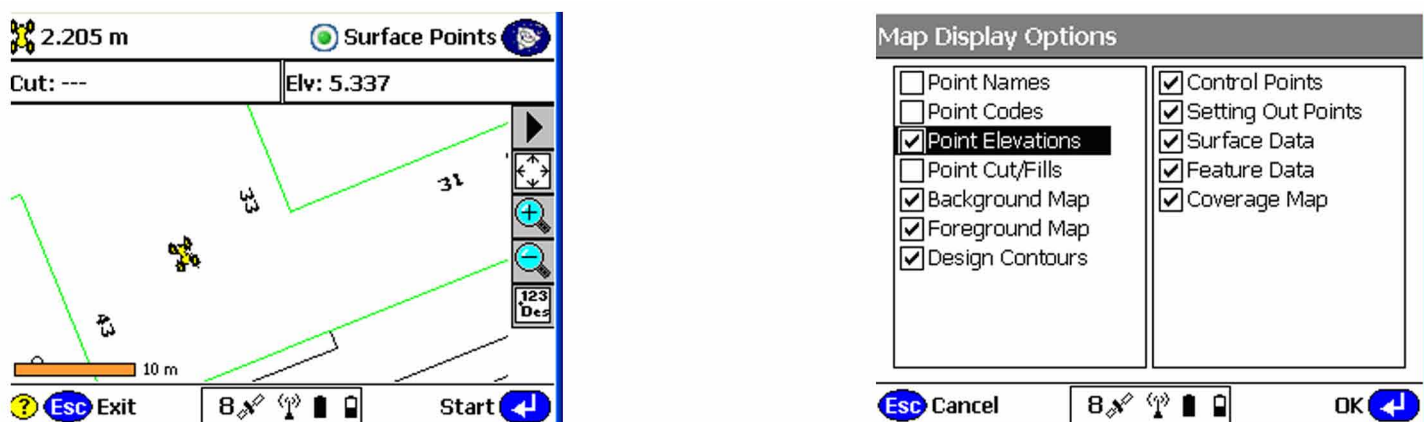 2.205 m
Surface Points
Cut: ---
Elv: 5.337
33
31
43
10 m
123
Des
? Esc Exit
8
Start
Map Display Options
Point Names
Point Codes
Point Elevations
Point Cut/Fills
Background Map
Foreground Map
Design Contours
Control Points
Setting Out Points
Surface Data
Feature Data
Coverage Map
Esc Cancel
8
OK